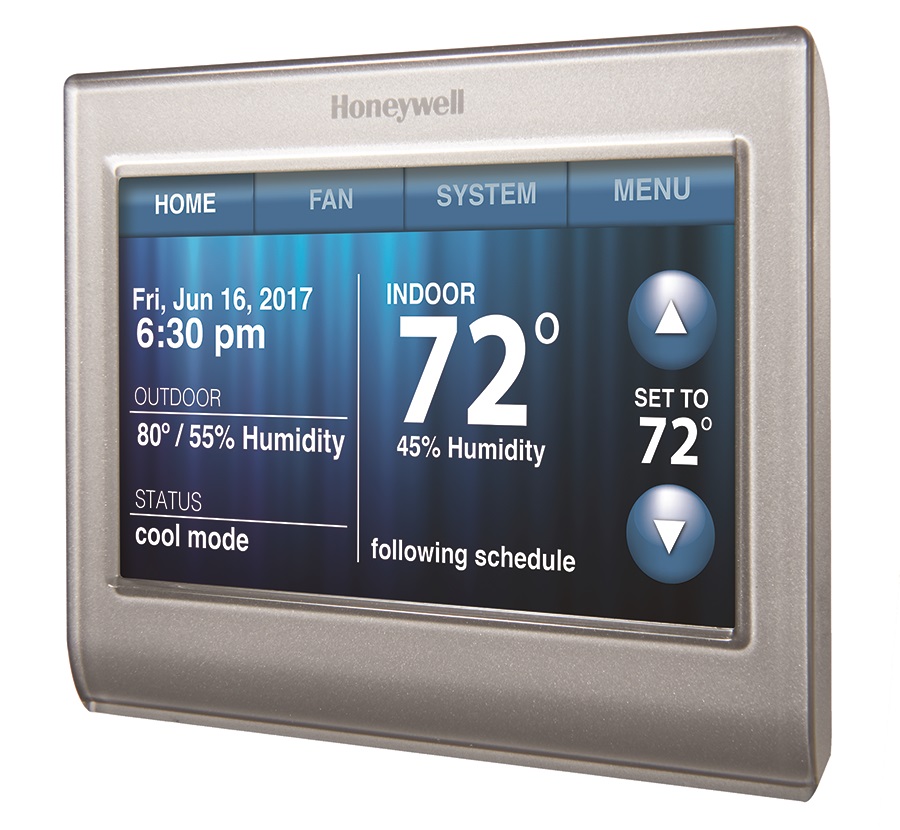 Honeywell
HOME FAN SYSTEM MENU
Fri, Jun 16, 2017
6:30 pm
OUTDOOR
80° / 55% Humidity
STATUS
cool mode
INDOOR
72°
45% Humidity
following schedule
SET TO
72°